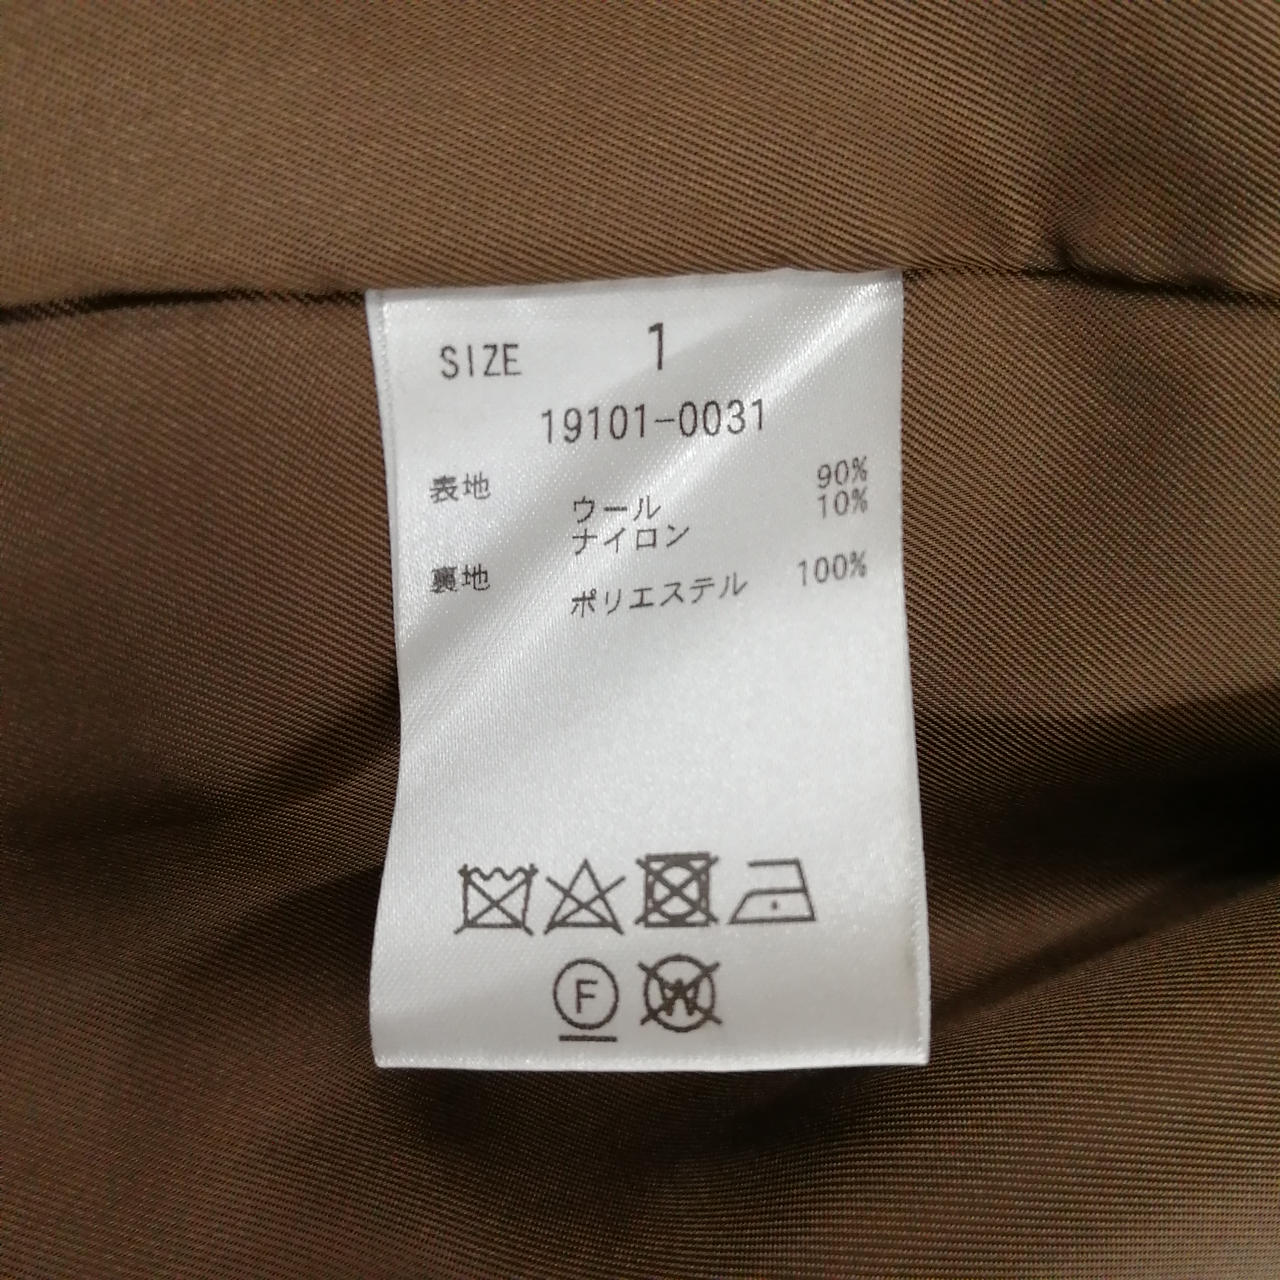 SIZE 1
19101-0031
表地 90%
ウール 10%
ナイロン
裏地 100%
ポリエステル
F
W